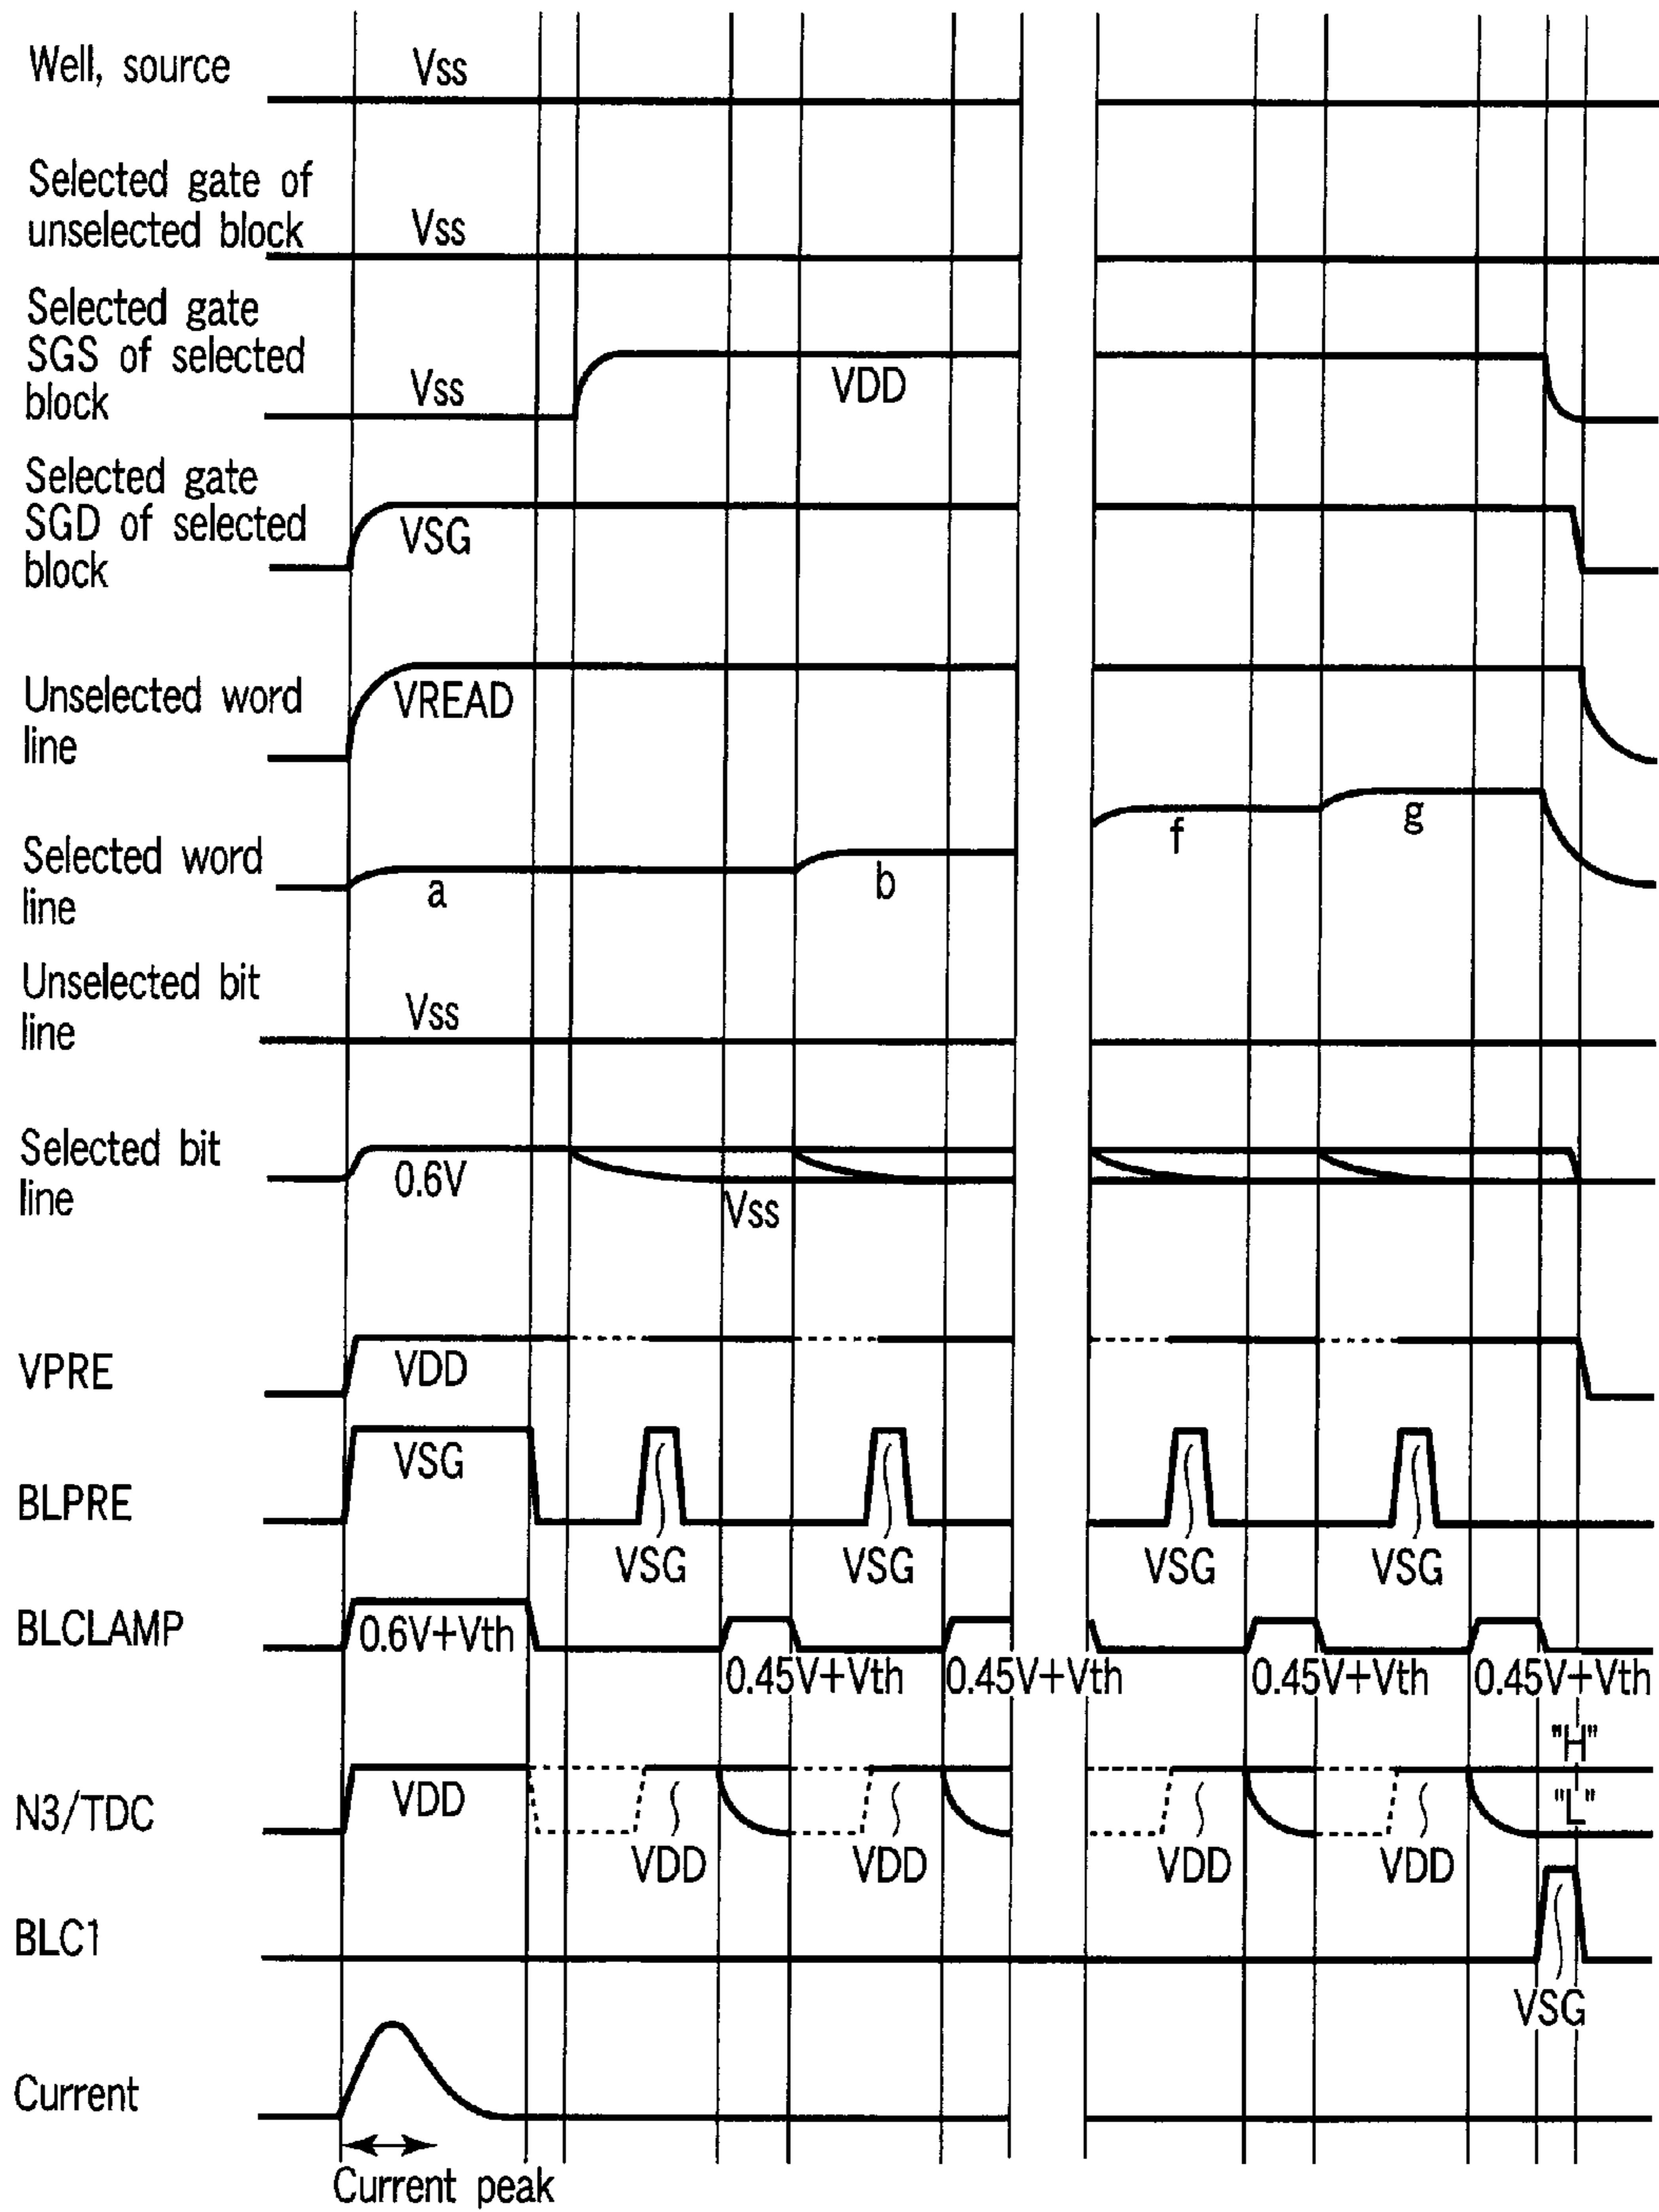 Well, source
Vss
Selected gate of
unselected block
Vss
Selected gate
SGS of selected
block
Vss
VDD
Selected gate
SGD of selected
block
VSG
Unselected word
line
VREAD
Selected word
line
a
b
f
g
Unselected bit
line
Vss
Selected bit
line
0.6V
Vss
VPRE
VDD
BLPRE
VSG
VSG
VSG
VSG
VSG
BLCLAMP
0.6V+Vth
0.45V+Vth
0.45V+Vth
0.45V+Vth
0.45V+Vth
N3/TDC
VDD
VDD
VDD
VDD
VDD
"H"
"L"
BLC1
VSG
Current
Current peak